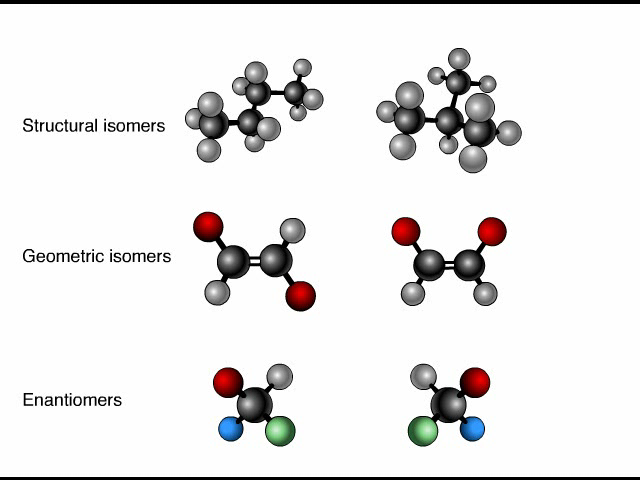 Structural isomers
Geometric isomers
Enantiomers